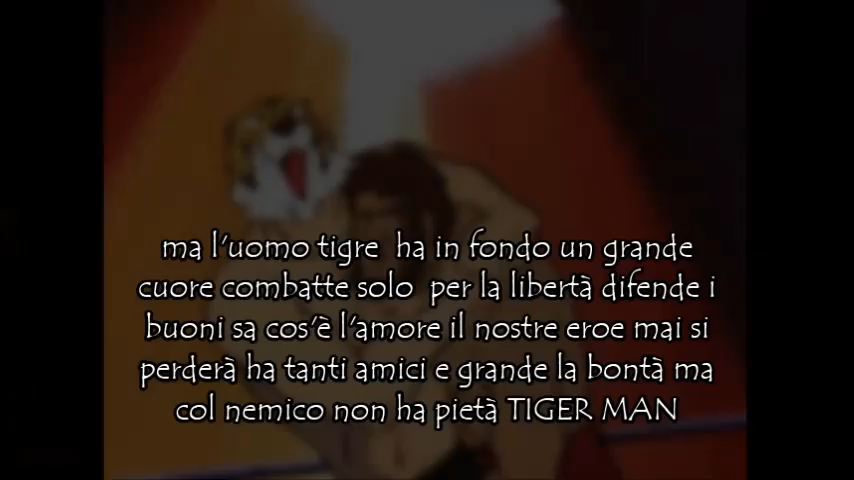 ma l'uomo tigre ha in fondo un grande
cuore combatte solo per la libertà difende i
buoni sa cos'è l'amore il nostre eroe mai si
perderà ha tanti amici e grande la bontà ma
col nemico non ha pietà TIGER MAN